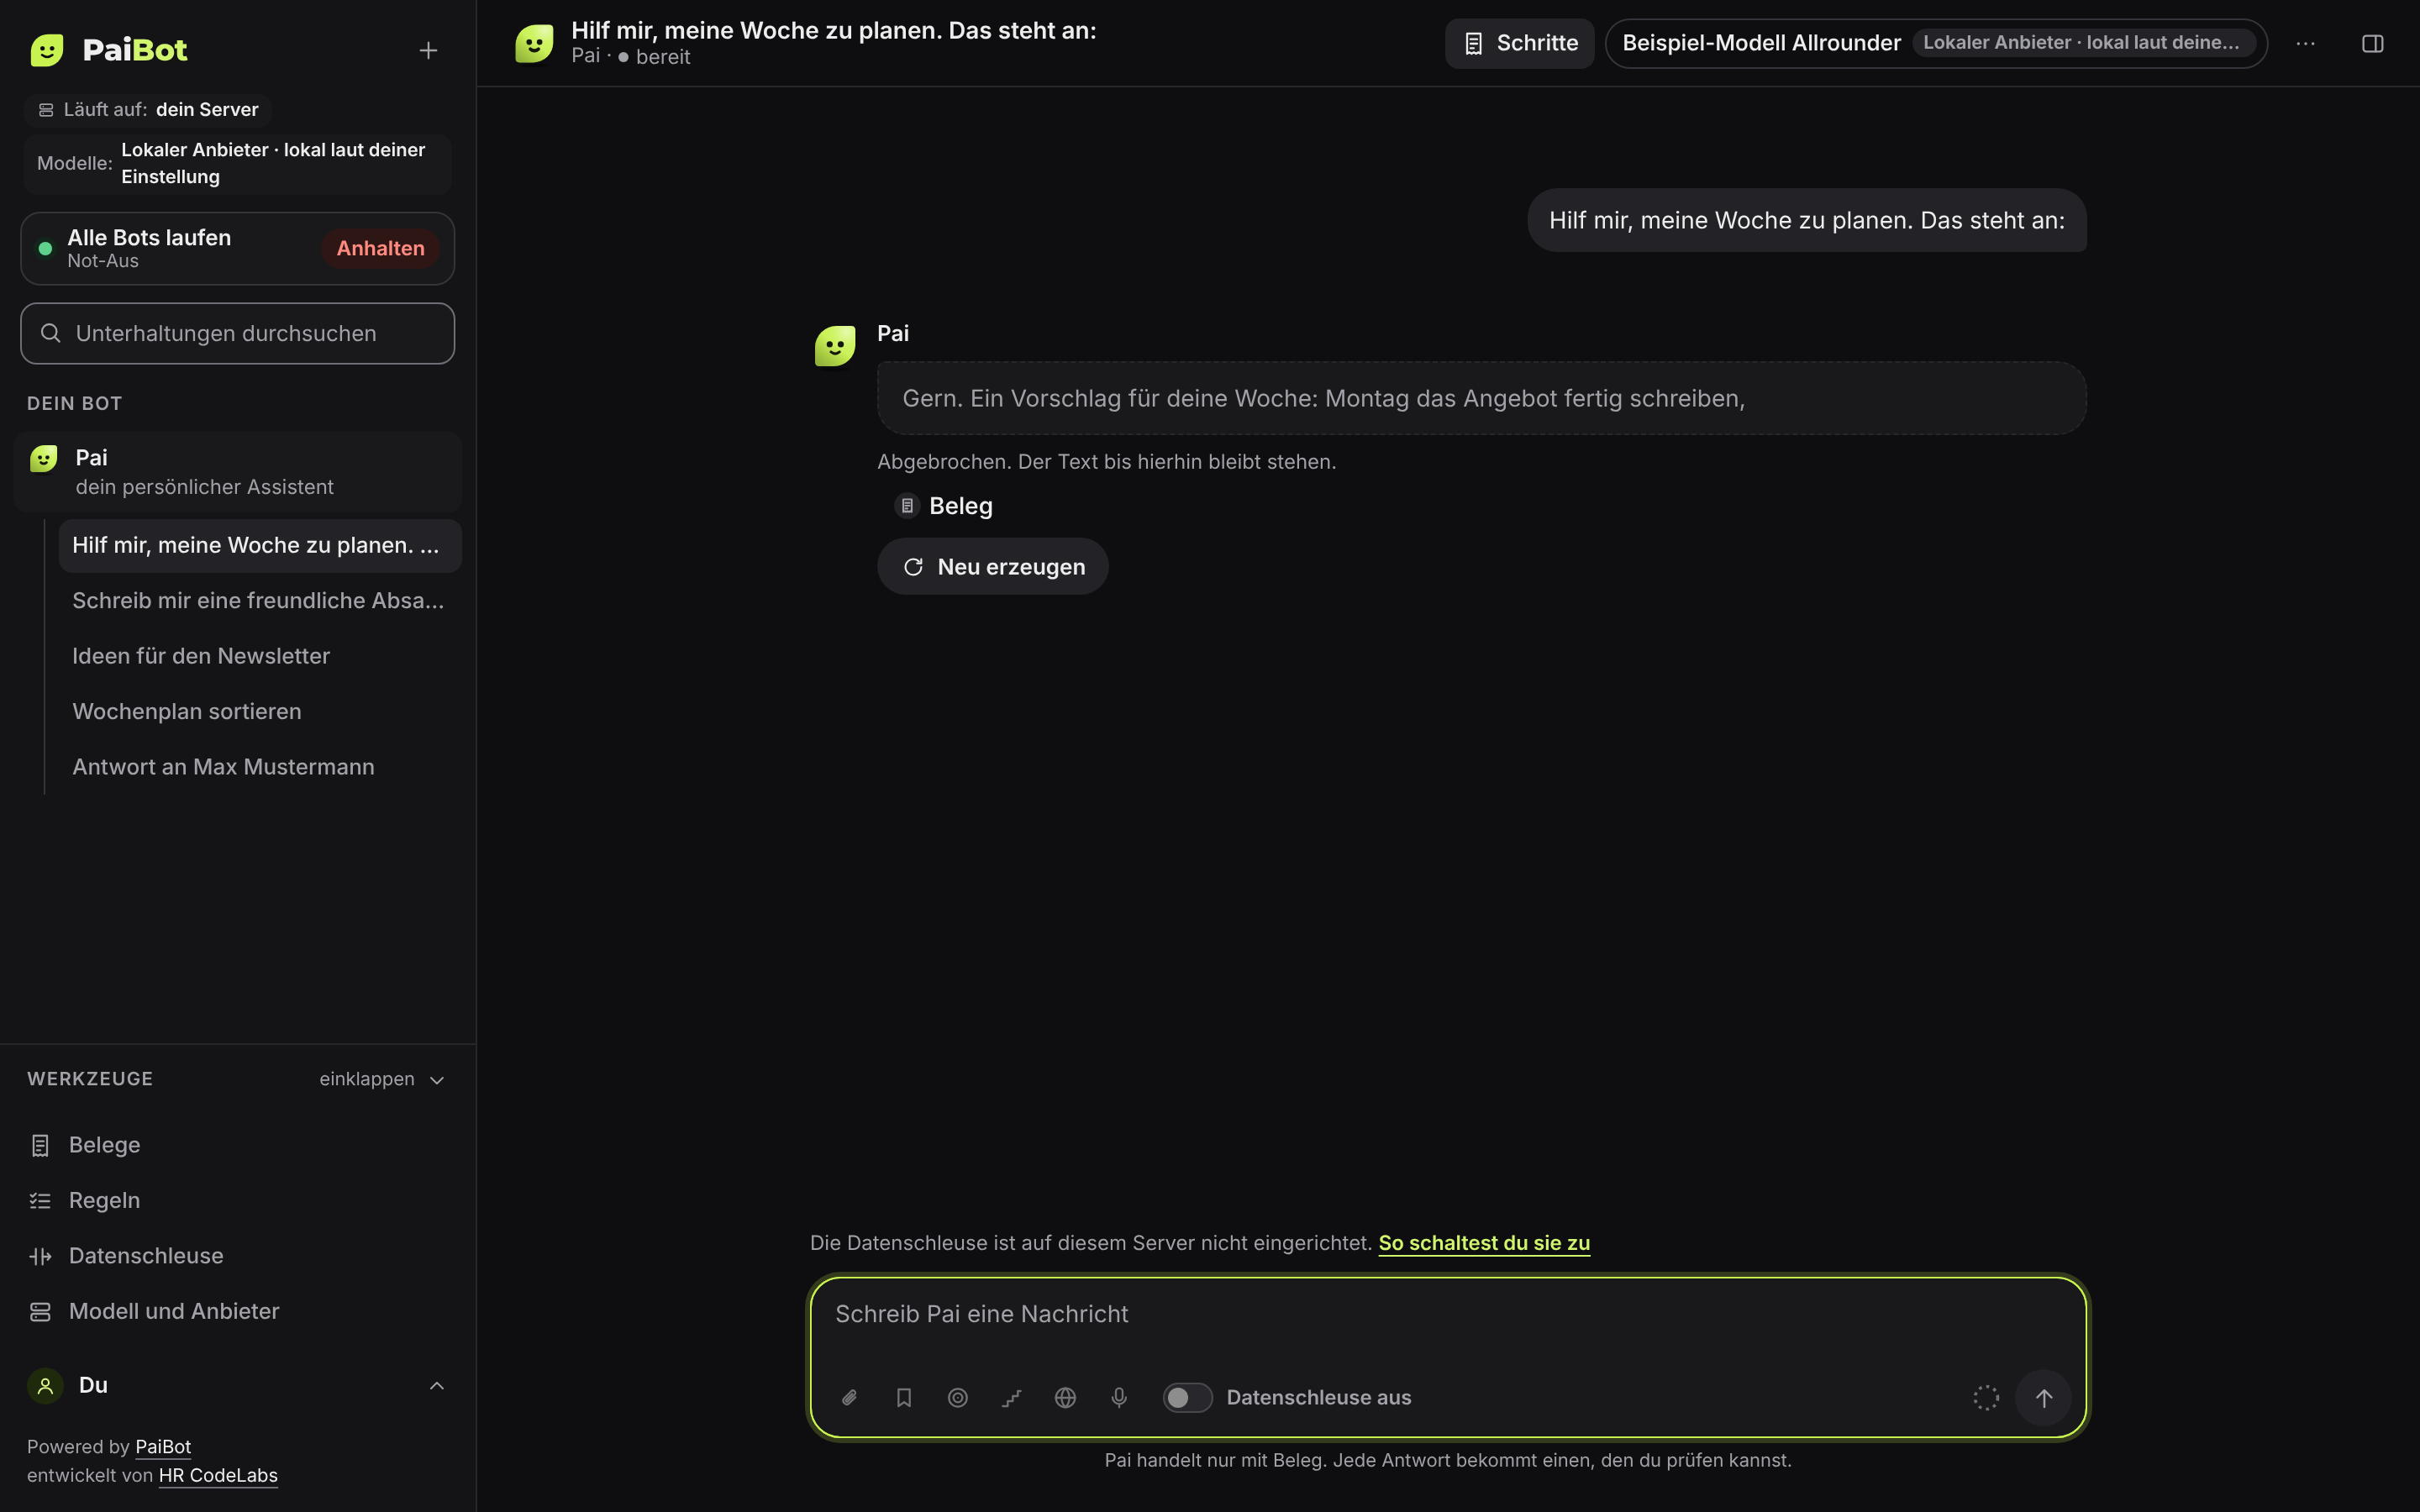 PaiBot
Läuft auf: dein Server
Modelle: Lokaler Anbieter · lokal laut deiner
Einstellung
Alle Bots laufen
Not-Aus
Anhalten
Unterhaltungen durchsuchen
DEIN BOT
Pai
dein persönlicher Assistent
Hilf mir, meine Woche zu planen. ...
Schreib mir eine freundliche Absa...
Ideen für den Newsletter
Wochenplan sortieren
Antwort an Max Mustermann
WERKZEUGE einklappen
Belege
Regeln
Datenschleuse
Modell und Anbieter
Du
Powered by PaiBot
entwickelt von HR CodeLabs
Hilf mir, meine Woche zu planen. Das steht an:
Pai · bereit
Schritte
Beispiel-Modell Allrounder Lokaler Anbieter · lokal laut deine...
Hilf mir, meine Woche zu planen. Das steht an:
Pai
Gern. Ein Vorschlag für deine Woche: Montag das Angebot fertig schreiben,
Abgebrochen. Der Text bis hierhin bleibt stehen.
Beleg
Neu erzeugen
Die Datenschleuse ist auf diesem Server nicht eingerichtet. So schaltest du sie zu
Schreib Pai eine Nachricht
Datenschleuse aus
Pai handelt nur mit Beleg. Jede Antwort bekommt einen, den du prüfen kannst.